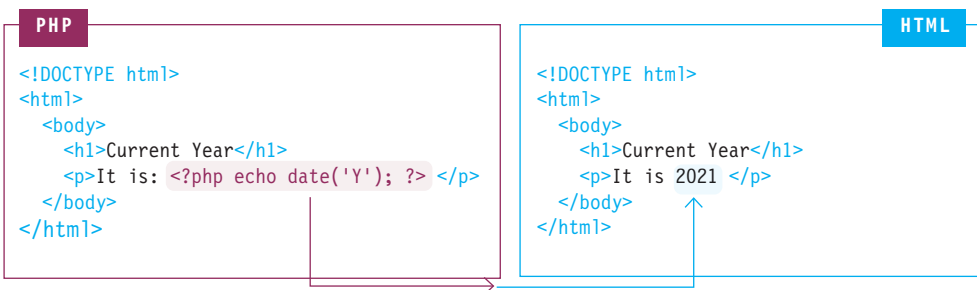 PHP
<!DOCTYPE html>
<html>
<body>
<h1>Current Year</h1>
<p>It is: <?php echo date('Y'); ?> </p>
</body>
</html>
HTML
<!DOCTYPE html>
<html>
<body>
<h1>Current Year</h1>
<p>It is 2021 </p>
</body>
</html>